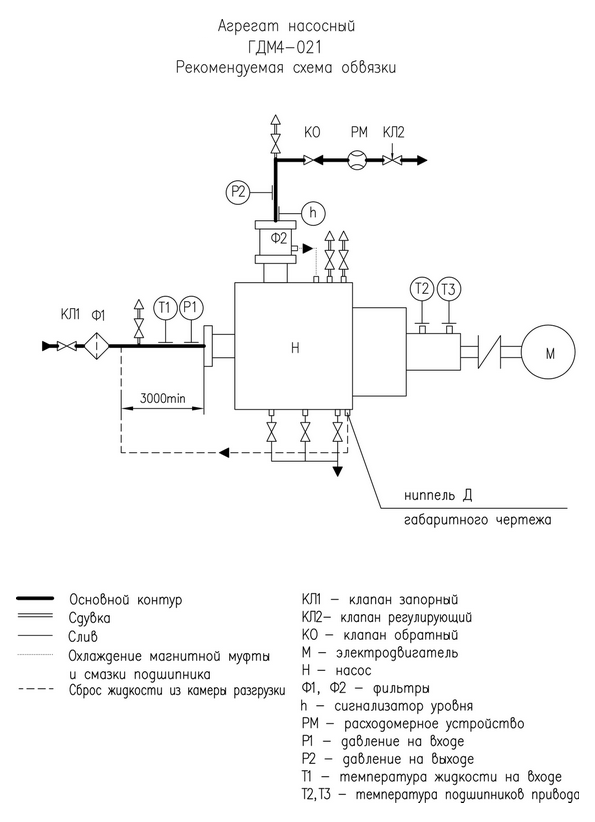 Агрегат насосный
ГДМ4-021
Рекомендуемая схема обвязки
КО
РМ
КЛ2
Р2
h
Ф2
Т2
Т3
КЛ1
Ф1
Т1
Р1
Н
М
3000min
ниппель Д
габаритного чертежа
Основной контур
Сдувка
Слив
Охлаждение магнитной муфты
и смазки подшипника
Сброс жидкости из камеры разгрузки
КЛ1 – клапан запорный
КЛ2– клапан регулирующий
КО – клапан обратный
М – электродвигатель
Н – насос
Ф1, Ф2 – фильтры
h – сигнализатор уровня
РМ – расходомерное устройство
Р1 – давление на входе
Р2 – давление на выходе
Т1 – температура жидкости на входе
Т2,Т3 – температура подшипников привода